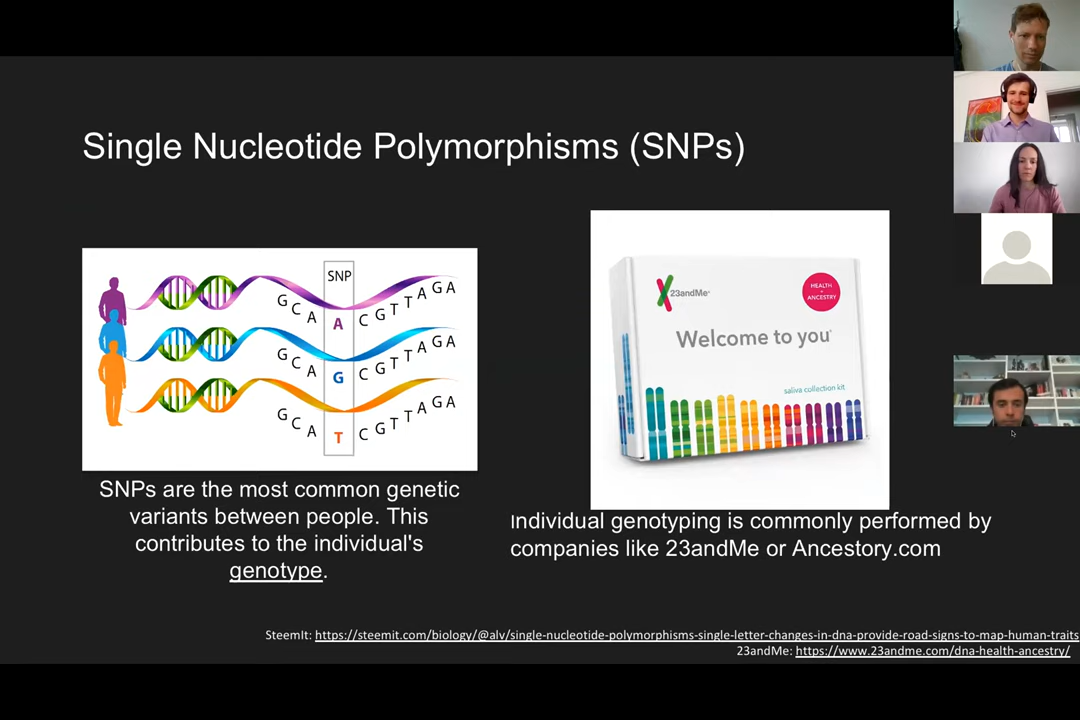 Single Nucleotide Polymorphisms (SNPs)
SNP
G C A A C G T T A G A
G C A G C G T T A G A
G C A T C G T T A G A
SNPs are the most common genetic
variants between people. This
contributes to the individual's
genotype.
23andMe
HEALTH
+
ANCESTRY
Welcome to you
saliva collection kit
Individual genotyping is commonly performed by
companies like 23andMe or Ancestory.com
SteemIt: https://steemit.com/biology/@alv/single-nucleotide-polymorphisms-single-letter-changes-in-dna-provide-road-signs-to-map-human-traits
23andMe: https://www.23andme.com/dna-health-ancestry/